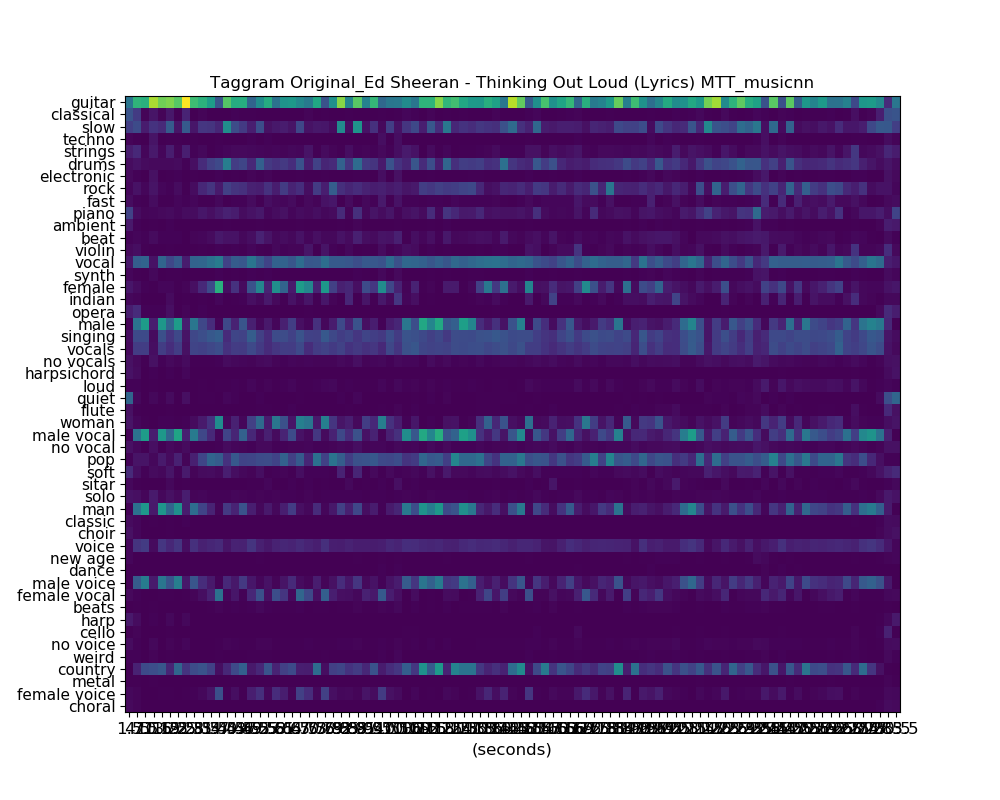 Taggram Original_Ed Sheeran - Thinking Out Loud (Lyrics) MTT_musicnn
guitar
classical
slow
techno
strings
drums
electronic
rock
fast
piano
ambient
beat
violin
vocal
synth
female
indian
opera
male
singing
vocals
no vocals
harpsichord
loud
quiet
flute
woman
male vocal
no vocal
pop
soft
sitar
solo
man
classic
choir
voice
new age
dance
male voice
female vocal
beats
harp
cello
no voice
weird
country
metal
female voice
choral
(seconds)